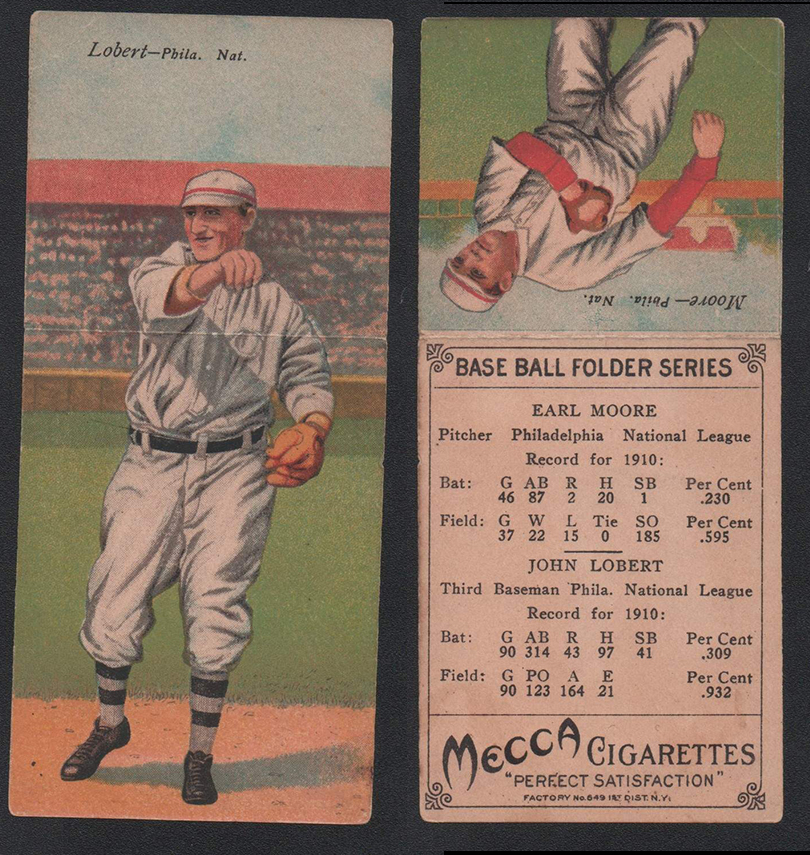 Lobert—Phila. Nat.
Moore—Phila. Nat.
BASE BALL FOLDER SERIES
EARL MOORE
Pitcher Philadelphia National League
Record for 1910:
Bat: G AB R H SB Per Cent
46 87 2 20 1 .230
Field: G W L Tie SO Per Cent
37 22 15 0 185 .595
JOHN LOBERT
Third Baseman Phila. National League
Record for 1910:
Bat: G AB R H SB Per Cent
90 314 43 97 41 .309
Field: G PO A E Per Cent
90 123 164 21 .932
MECCA CIGARETTES
"PERFECT SATISFACTION"
FACTORY No. 649 1ST DIST. N.Y.